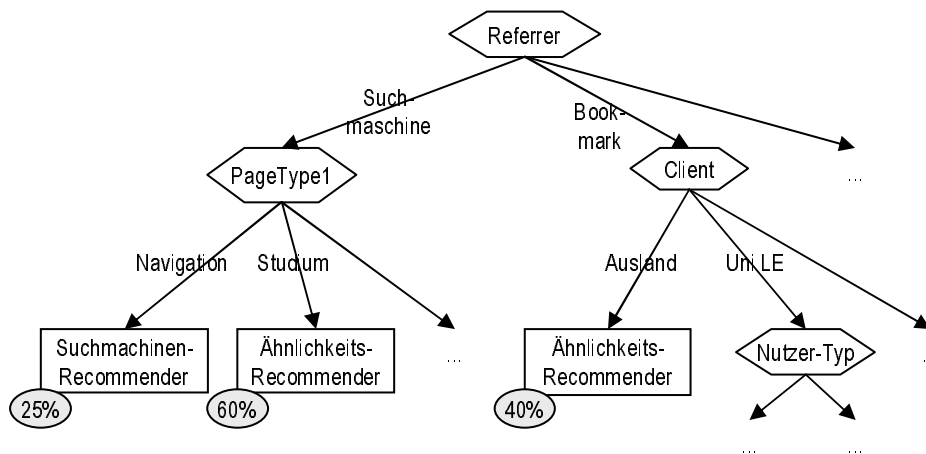 Referrer
Such-
maschine
Book-
mark
PageType1
Client
...
Navigation
Studium
Ausland
Uni LE
Suchmachinen-
Recommender
Ähnlichkeits-
Recommender
...
Ähnlichkeits-
Recommender
Nutzer-Typ
..
25%
60%
40%
...
...